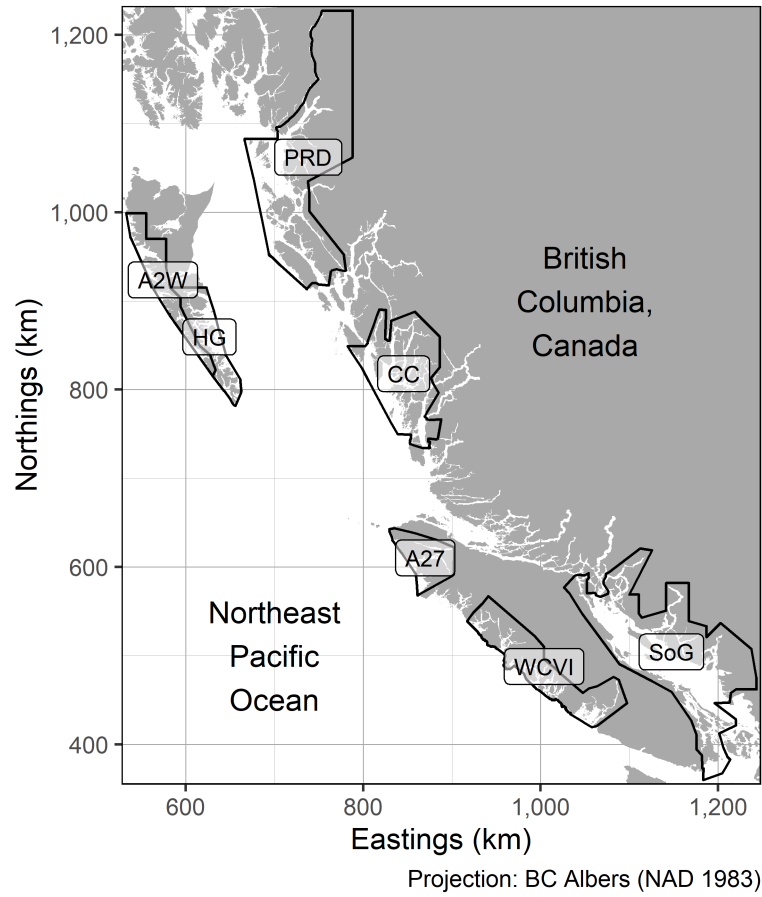 1,200
PRD
1,000
British
Columbia,
Canada
A2W
HG
CC
800
Northings (km)
A27
600
Northeast
Pacific
Ocean
SoG
WCVI
400
600 800 1,000 1,200
Eastings (km)
Projection: BC Albers (NAD 1983)